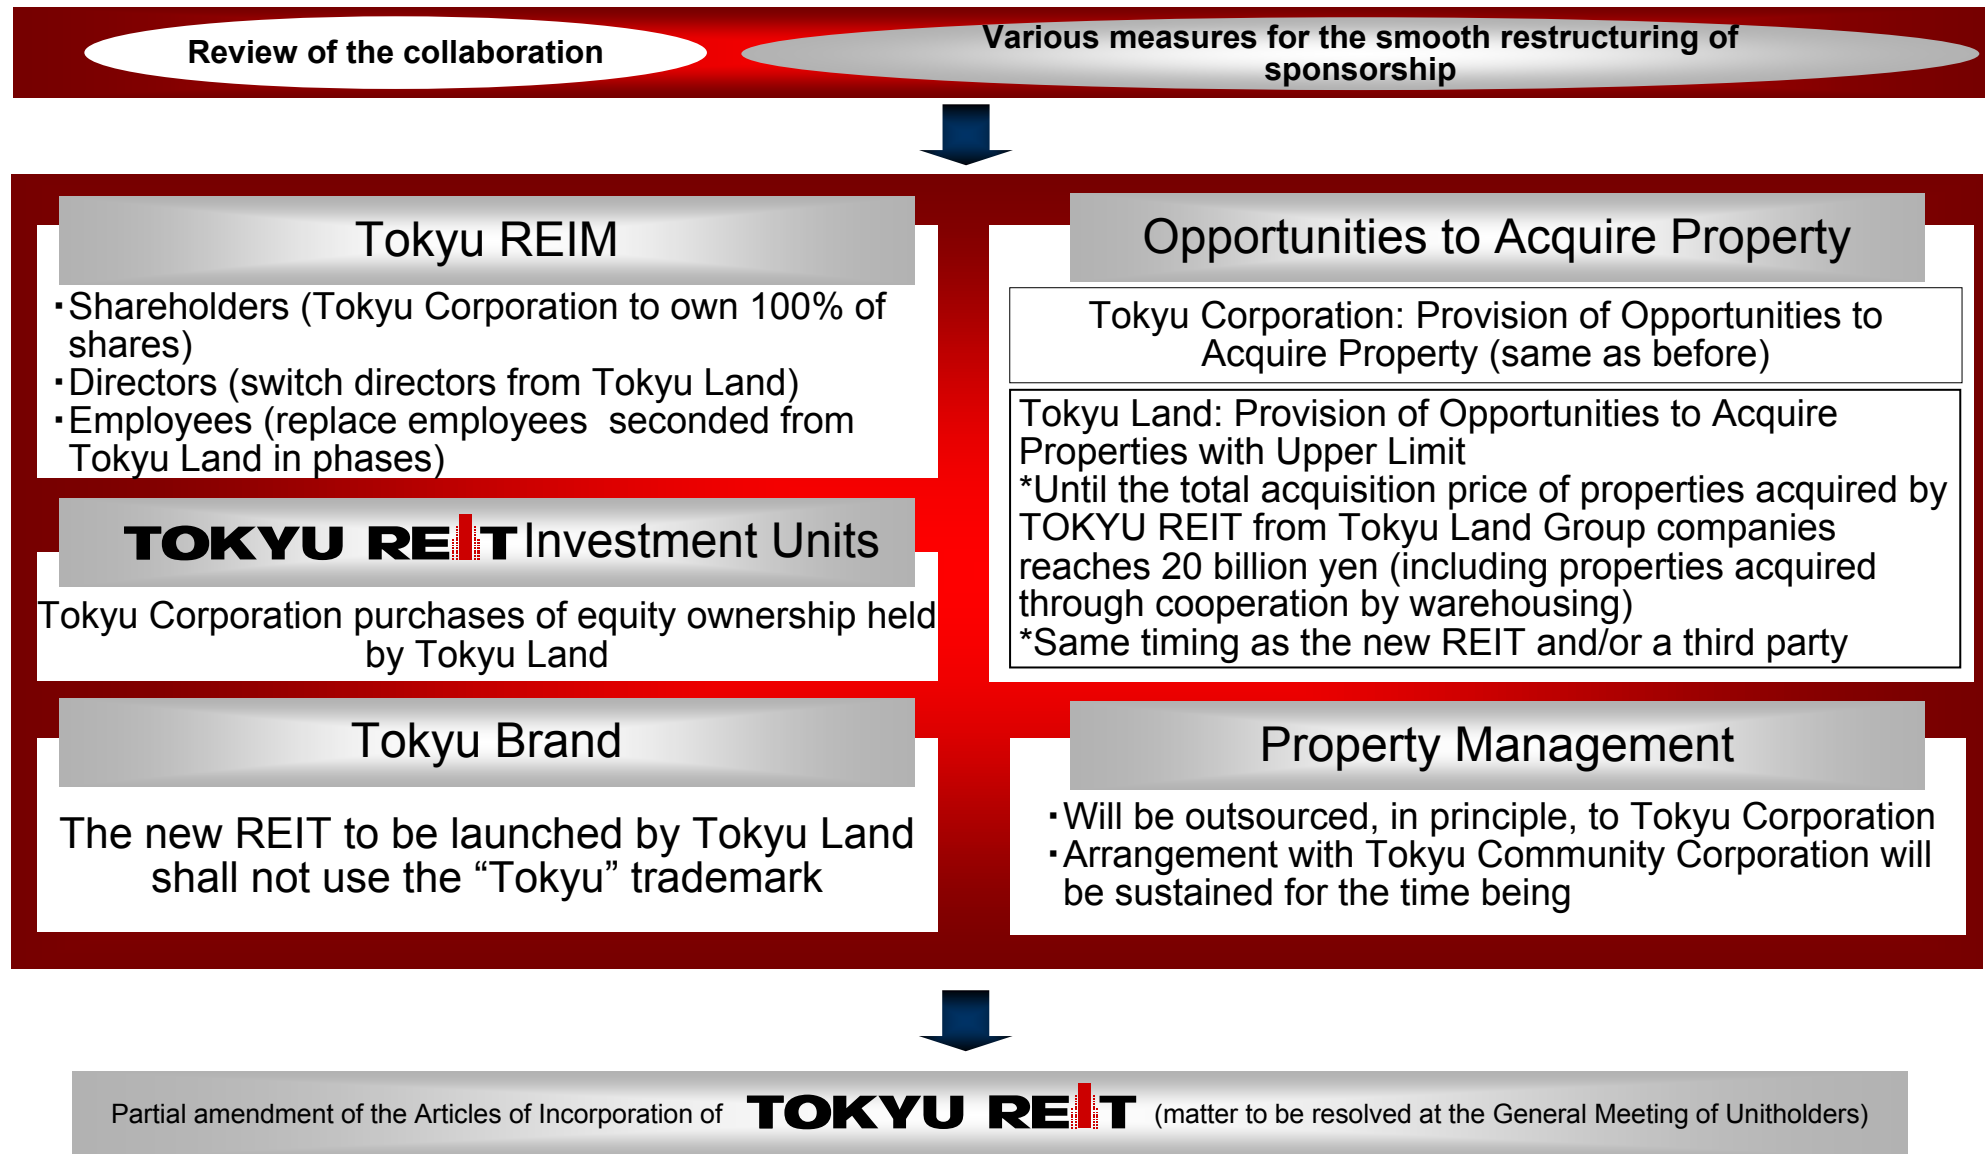 Review of the collaboration
Various measures for the smooth restructuring of
sponsorship
Tokyu REIM
・Shareholders (Tokyu Corporation to own 100% of
shares)
・Directors (switch directors from Tokyu Land)
・Employees (replace employees  seconded from
Tokyu Land in phases)
TOKYU REIT Investment Units
Tokyu Corporation purchases of equity ownership held
by Tokyu Land
Tokyu Brand
The new REIT to be launched by Tokyu Land
shall not use the “Tokyu” trademark
Opportunities to Acquire Property
Tokyu Corporation: Provision of Opportunities to
Acquire Property (same as before)
Tokyu Land: Provision of Opportunities to Acquire
Properties with Upper Limit
*Until the total acquisition price of properties acquired by
TOKYU REIT from Tokyu Land Group companies
reaches 20 billion yen (including properties acquired
through cooperation by warehousing)
*Same timing as the new REIT and/or a third party
Property Management
・Will be outsourced, in principle, to Tokyu Corporation
・Arrangement with Tokyu Community Corporation will
be sustained for the time being
Partial amendment of the Articles of Incorporation of TOKYU REIT (matter to be resolved at the General Meeting of Unitholders)